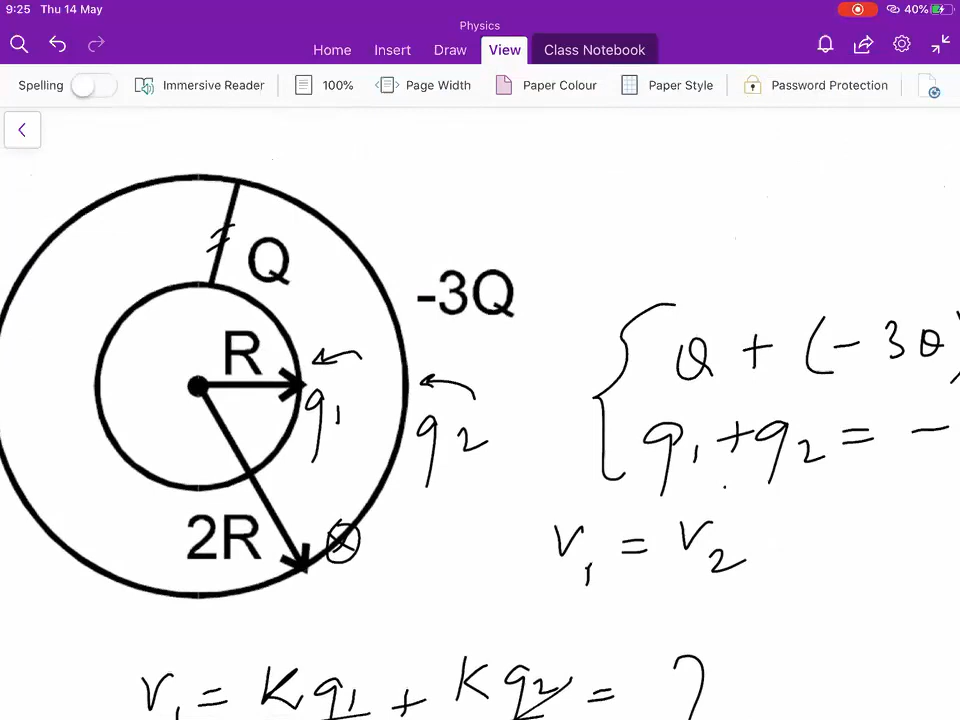 9:25 Thu 14 May
40%
Physics
Home Insert Draw View Class Notebook
Spelling Immersive Reader 100% Page Width Paper Colour Paper Style Password Protection
Q
-3Q
R
q1
q2
2R
Q + (-3Q)
q1 + q2 = -
V1 = V2
V1 = Kq1 + Kq2 = ?